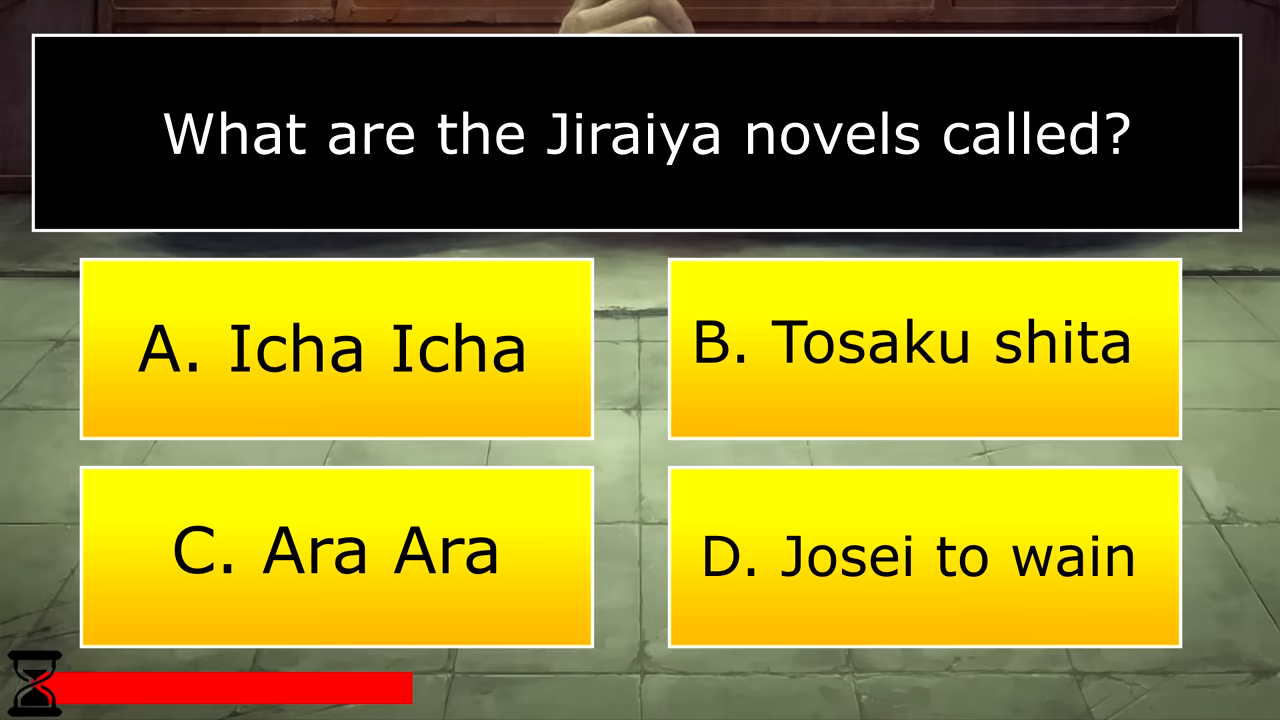 What are the Jiraiya novels called?
A. Icha Icha
B. Tosaku shita
C. Ara Ara
D. Josei to wain